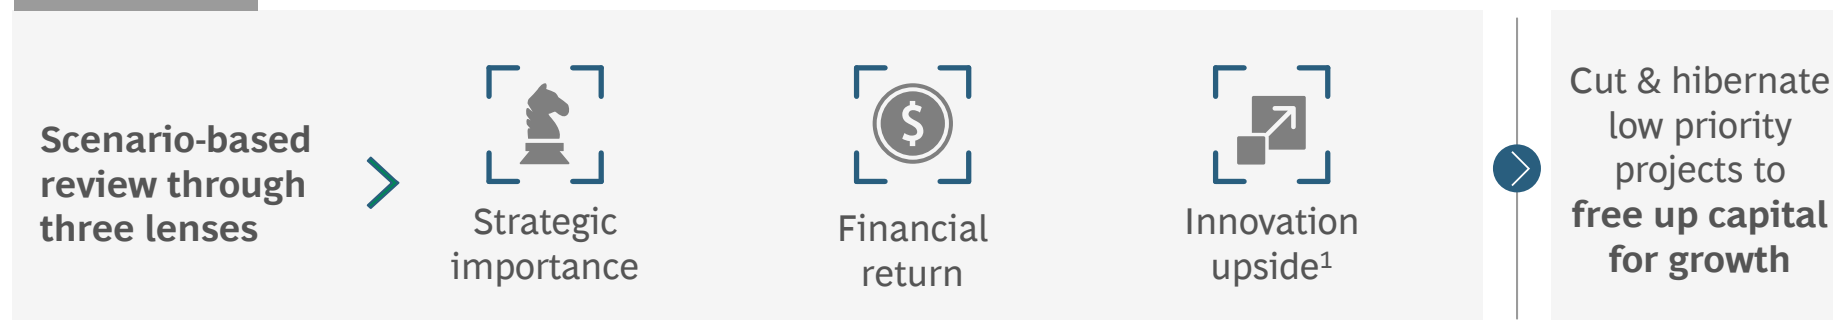 Scenario-based
review through
three lenses
Strategic
importance
$
Financial
return
Innovation
upside¹
Cut & hibernate
low priority
projects to
free up capital
for growth